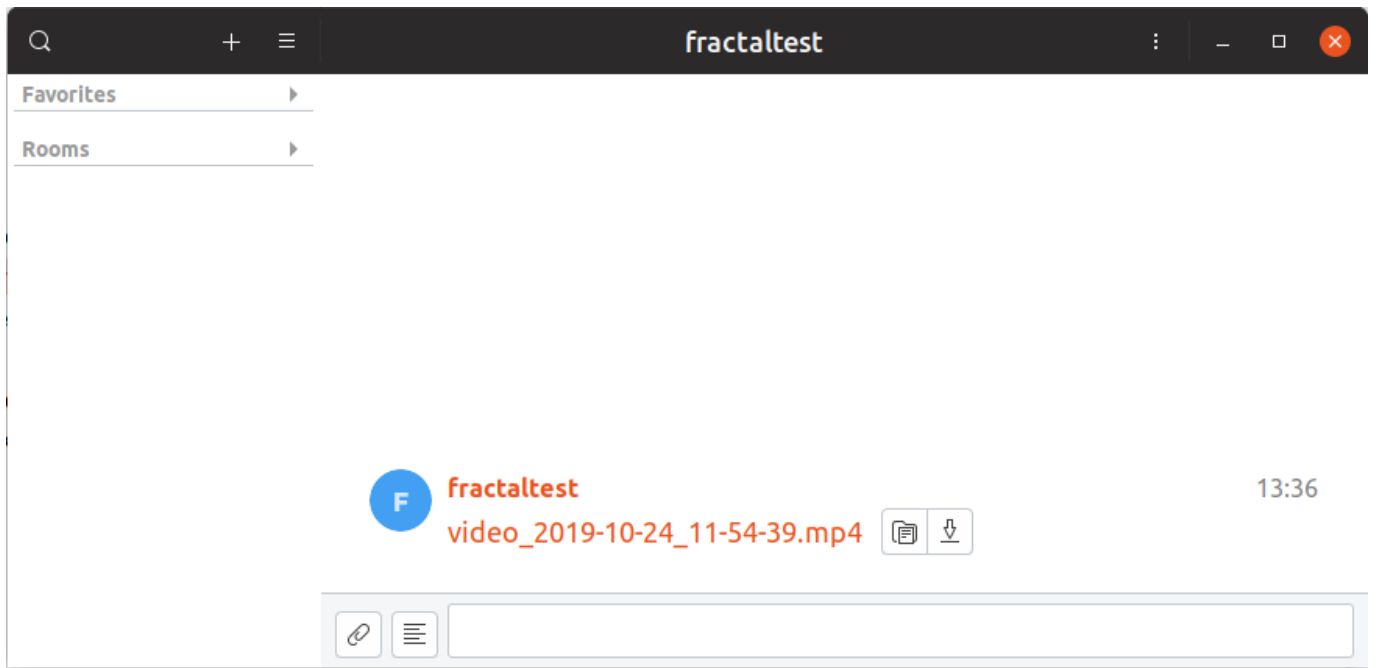 fractaltest
Favorites
Rooms
F
fractaltest
13:36
video_2019-10-24_11-54-39.mp4